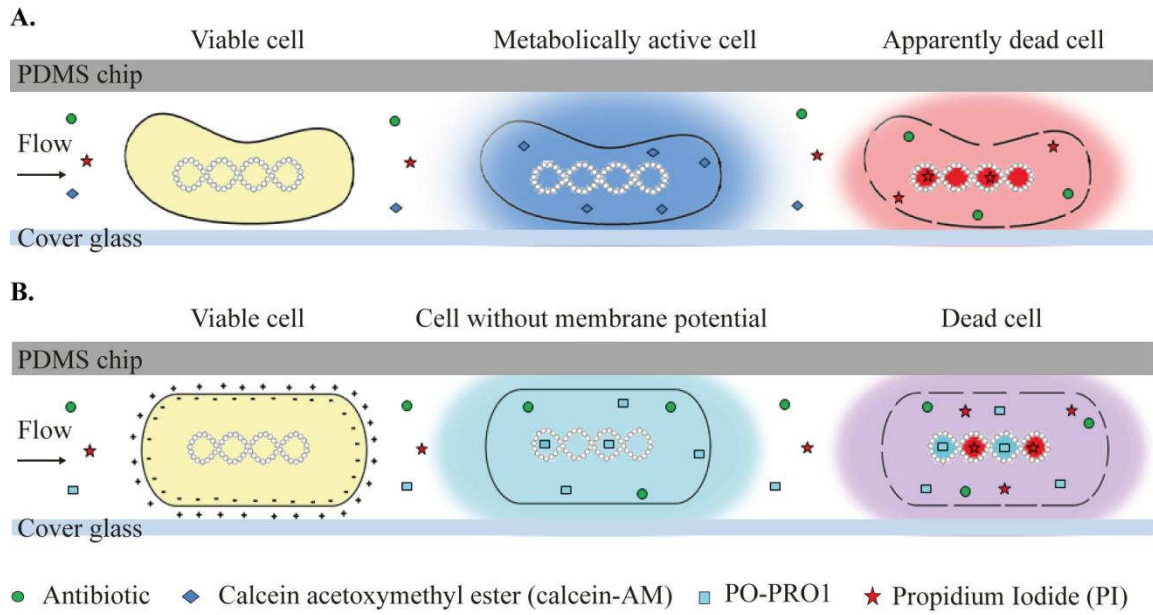 A.
Viable cell Metabolically active cell Apparently dead cell
PDMS chip
Flow
Cover glass
B.
Viable cell Cell without membrane potential Dead cell
PDMS chip
Flow
Cover glass
Antibiotic Calcein acetoxymethyl ester (calcein-AM) PO-PRO1 Propidium Iodide (PI)